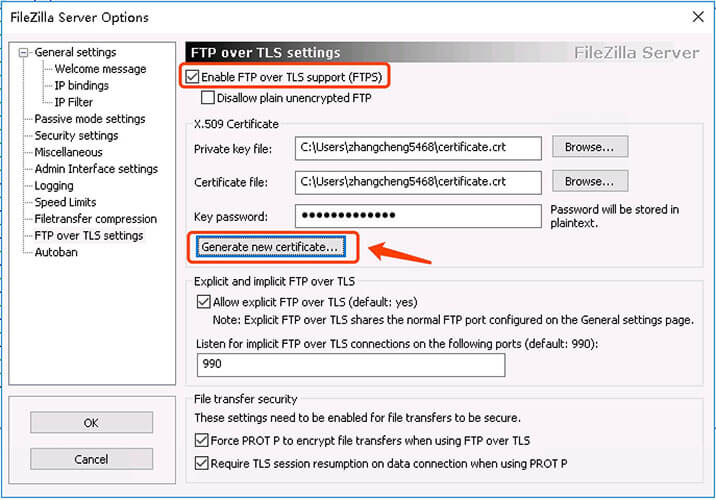 FileZilla Server Options
General settings
Welcome message
IP bindings
IP Filter
Passive mode settings
Security settings
Miscellaneous
Admin Interface settings
Logging
Speed Limits
Filetransfer compression
FTP over TLS settings
Autoban
OK
Cancel
FTP over TLS settings
FileZilla Server
Enable FTP over TLS support (FTPS)
Disallow plain unencrypted FTP
X.509 Certificate
Private key file: C:\Users\zhangcheng5468\certificate.crt Browse...
Certificate file: C:\Users\zhangcheng5468\certificate.crt Browse...
Key password: ●●●●●●●●●●●●● Password will be stored in
plaintext.
Generate new certificate...
Explicit and implicit FTP over TLS
Allow explicit FTP over TLS (default: yes)
Note: Explicit FTP over TLS shares the normal FTP port configured on the General settings page.
Listen for implicit FTP over TLS connections on the following ports (default: 990):
990
File transfer security
These settings need to be enabled for file transfers to be secure.
Force PROT P to encrypt file transfers when using FTP over TLS
Require TLS session resumption on data connection when using PROT P